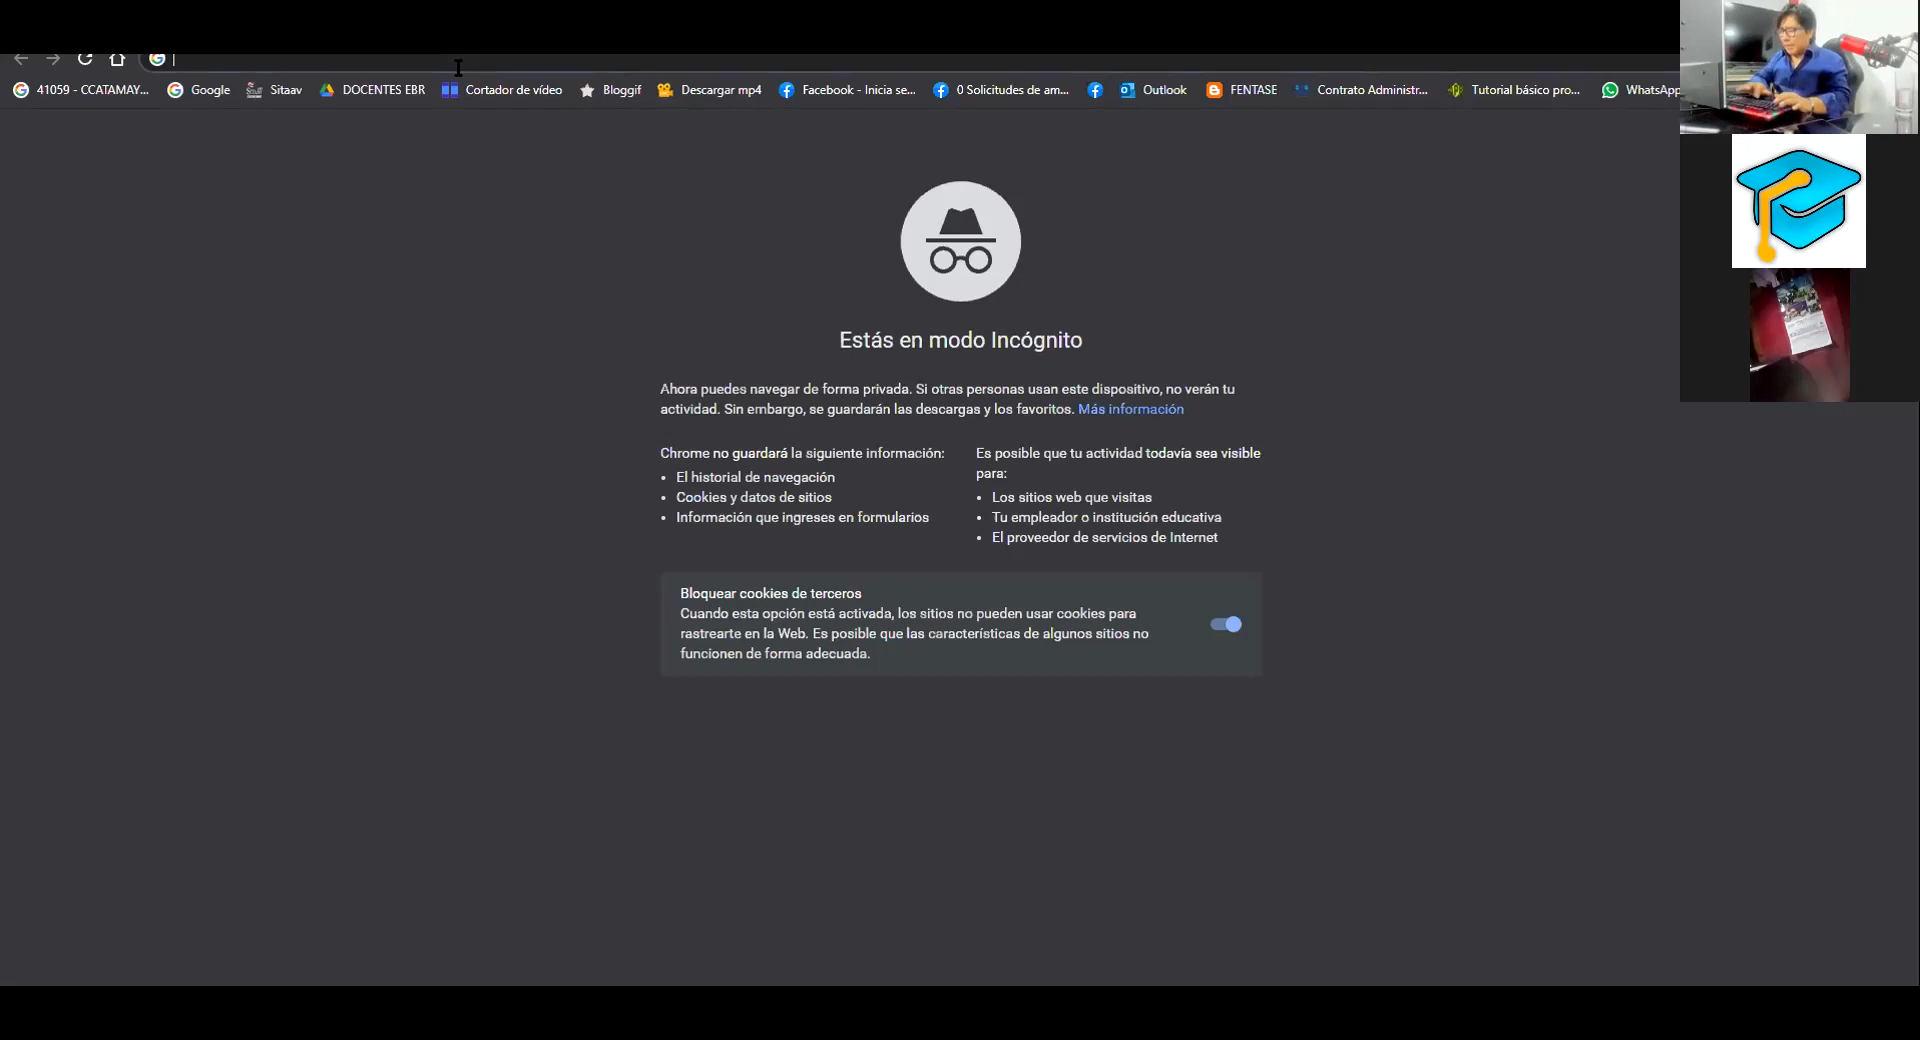 41059 - CCATAMAY... Google Sitaav DOCENTES EBR Cortador de vídeo Bloggif Descargar mp4 Facebook - Inicia se... 0 Solicitudes de am... Outlook FENTASE Contrato Administr... Tutorial básico pro... WhatsApp
Estás en modo Incógnito
Ahora puedes navegar de forma privada. Si otras personas usan este dispositivo, no verán tu
actividad. Sin embargo, se guardarán las descargas y los favoritos. Más información
Chrome no guardará la siguiente información:
• El historial de navegación
• Cookies y datos de sitios
• Información que ingreses en formularios
Es posible que tu actividad todavía sea visible
para:
• Los sitios web que visitas
• Tu empleador o institución educativa
• El proveedor de servicios de Internet
Bloquear cookies de terceros
Cuando esta opción está activada, los sitios no pueden usar cookies para
rastrearte en la Web. Es posible que las características de algunos sitios no
funcionen de forma adecuada.